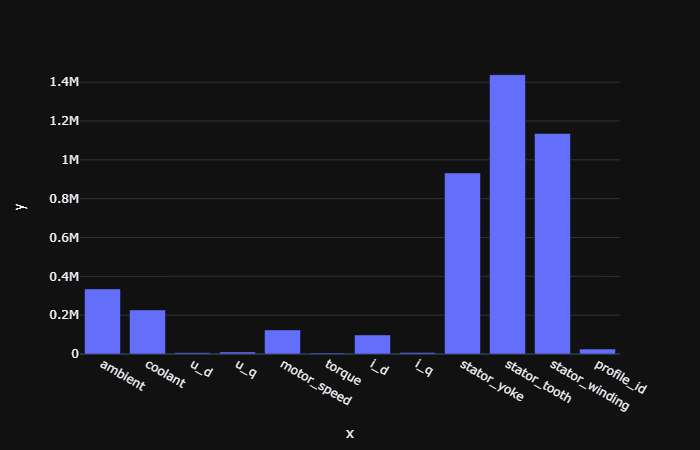 1.4M
1.2M
1M
0.8M
0.6M
0.4M
0.2M
0
y
ambient
coolant
u_d
u_q
motor_speed
torque
i_d
i_q
stator_yoke
stator_tooth
stator_winding
profile_id
x